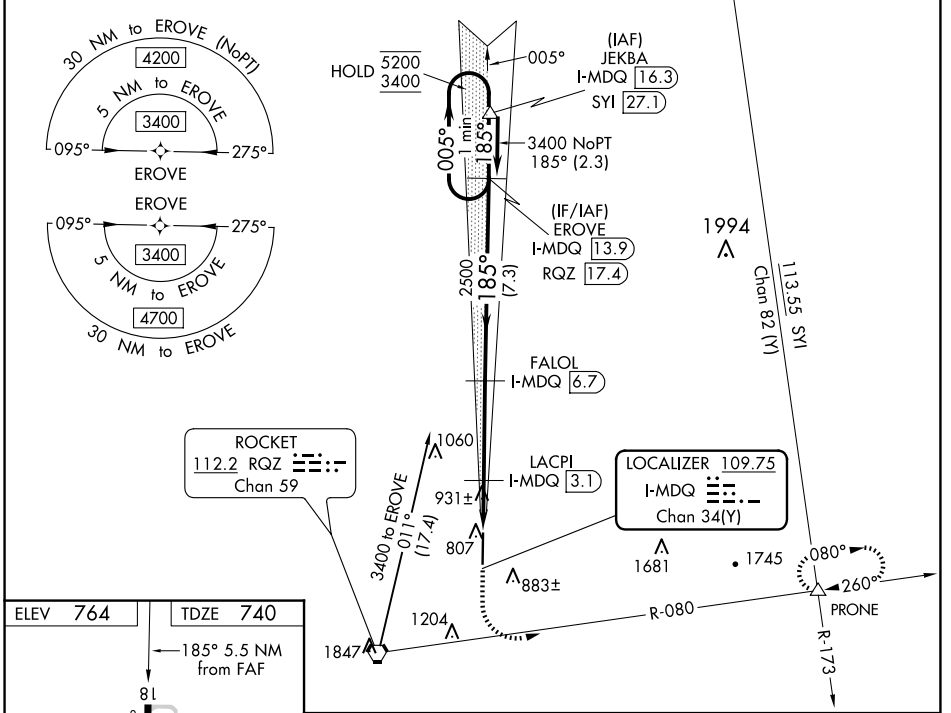 30 NM to EROVE (NoPT)
4200
5 NM to EROVE
3400
095°
275°
EROVE
EROVE
095°
275°
3400
5 NM to EROVE
4700
30 NM to EROVE
HOLD 5200
3400
005°
(IAF)
JEKBA
I-MDQ 16.3
SYI 27.1
005°
1 min
185°
3400 NoPT
185° (2.3)
(IF/IAF)
EROVE
I-MDQ 13.9
RQZ 17.4
2500
185°
(7.3)
1994
113.55 SYI
Chan 82 (Y)
FALOL
I-MDQ 6.7
ROCKET
112.2 RQZ
Chan 59
1060
3400 to EROVE
011°
(17.4)
LACPI
I-MDQ 3.1
931±
807
LOCALIZER 109.75
I-MDQ
Chan 34(Y)
883±
1681
1745
080°
260°
PRONE
R-080
R-173
1204
1847
ELEV 764
TDZE 740
185° 5.5 NM
from FAF
18